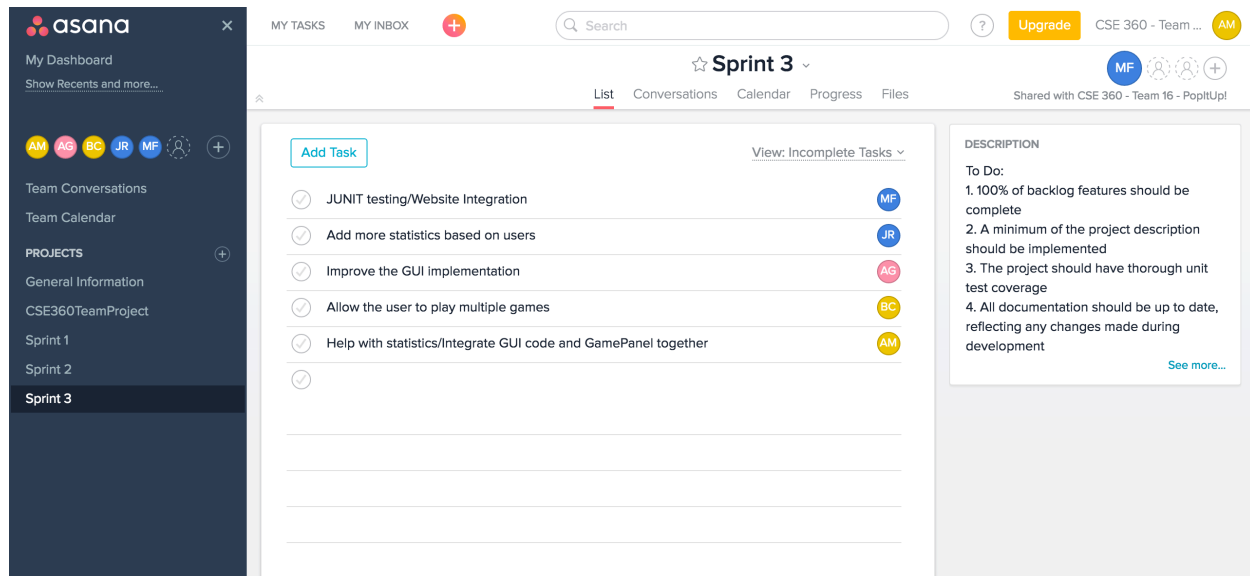 asana
My Dashboard
Show Recents and more...
AM AG BC JR MF
Team Conversations
Team Calendar
PROJECTS
General Information
CSE360TeamProject
Sprint 1
Sprint 2
Sprint 3
MY TASKS MY INBOX Search ? Upgrade CSE 360 - Team ... AM
Sprint 3
MF
List Conversations Calendar Progress Files
Shared with CSE 360 - Team 16 - PopItUp!
Add Task View: Incomplete Tasks
JUNIT testing/Website Integration MF
Add more statistics based on users JR
Improve the GUI implementation AG
Allow the user to play multiple games BC
Help with statistics/Integrate GUI code and GamePanel together AM
DESCRIPTION
To Do:
1. 100% of backlog features should be
complete
2. A minimum of the project description
should be implemented
3. The project should have thorough unit
test coverage
4. All documentation should be up to date,
reflecting any changes made during
development
See more...